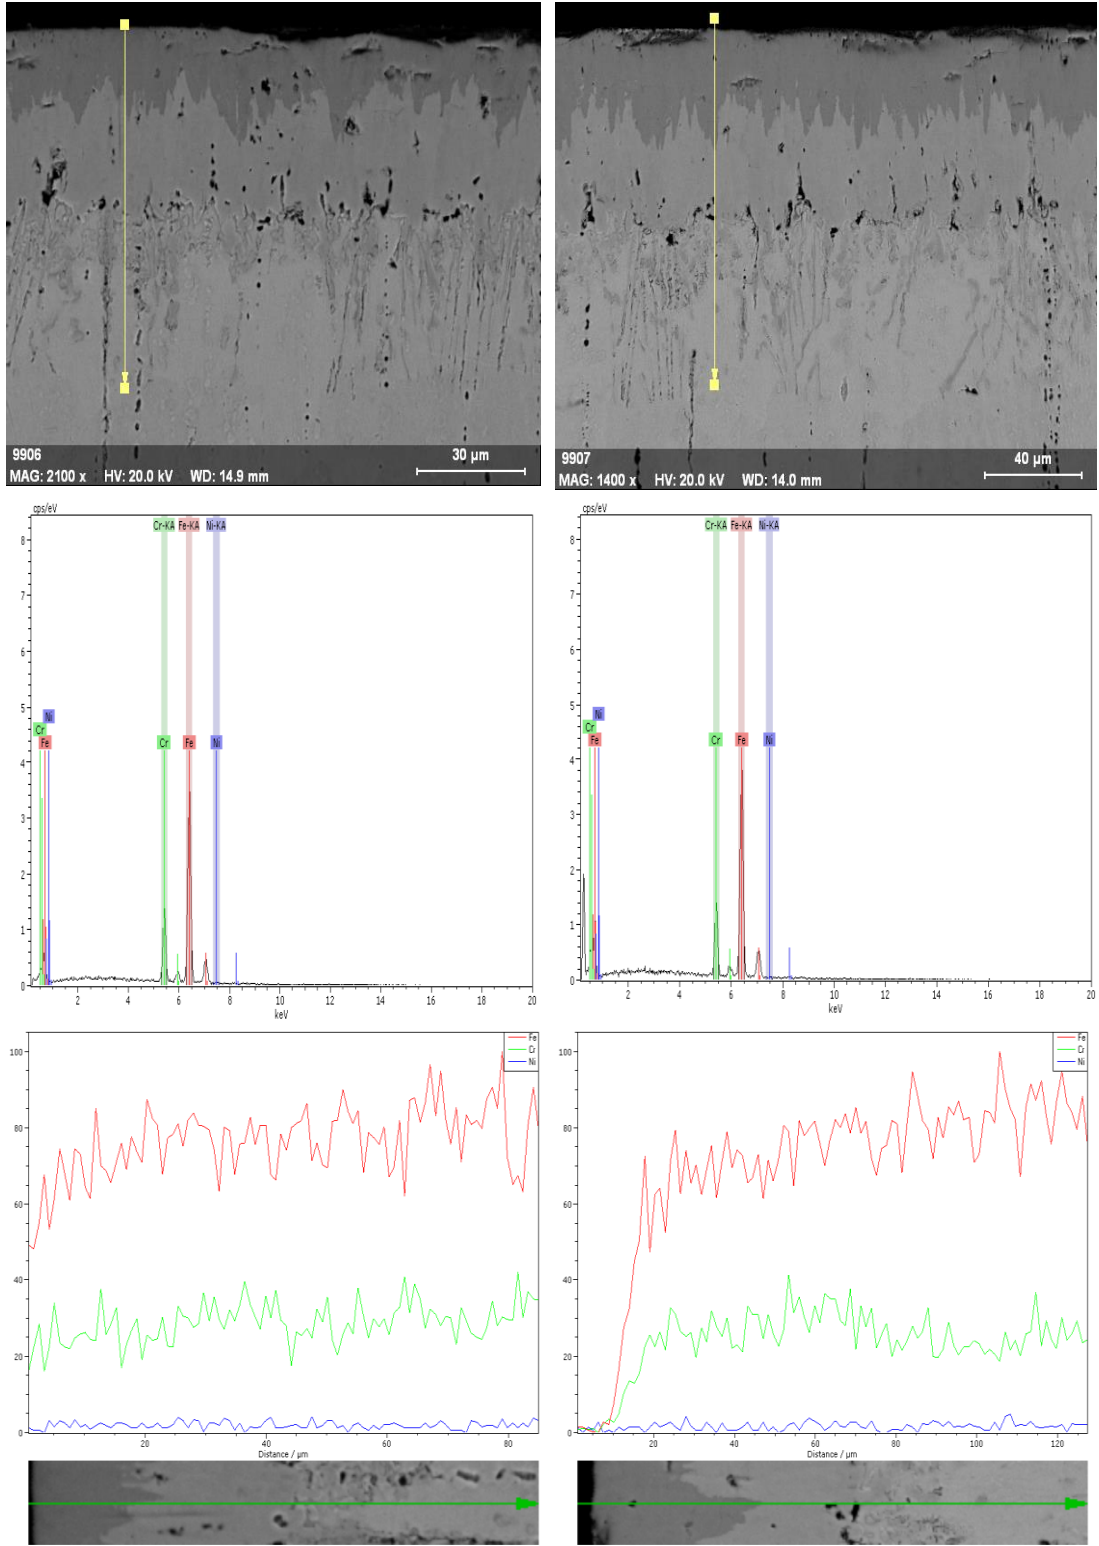 9906
30 µm
MAG: 2100 x HV: 20.0 kV WD: 14.9 mm
9907
40 µm
MAG: 1400 x HV: 20.0 kV WD: 14.0 mm
cps/eV
Cr-KA Fe-KA Ni-KA
8
7
6
5
Ni
Cr
Fe Cr Fe Ni
4
3
2
1
0
2 4 6 8 10 12 14 16 18 20
keV
cps/eV
Cr-KA Fe-KA Ni-KA
8
7
6
5
Ni
Cr
Fe Cr Fe Ni
4
3
2
1
0
2 4 6 8 10 12 14 16 18 20
keV
Fe
Cr
Ni
100
80
60
40
20
0
20 40 60 80
Distance / µm
Fe
Cr
Ni
100
80
60
40
20
0
20 40 60 80 100 120
Distance / µm